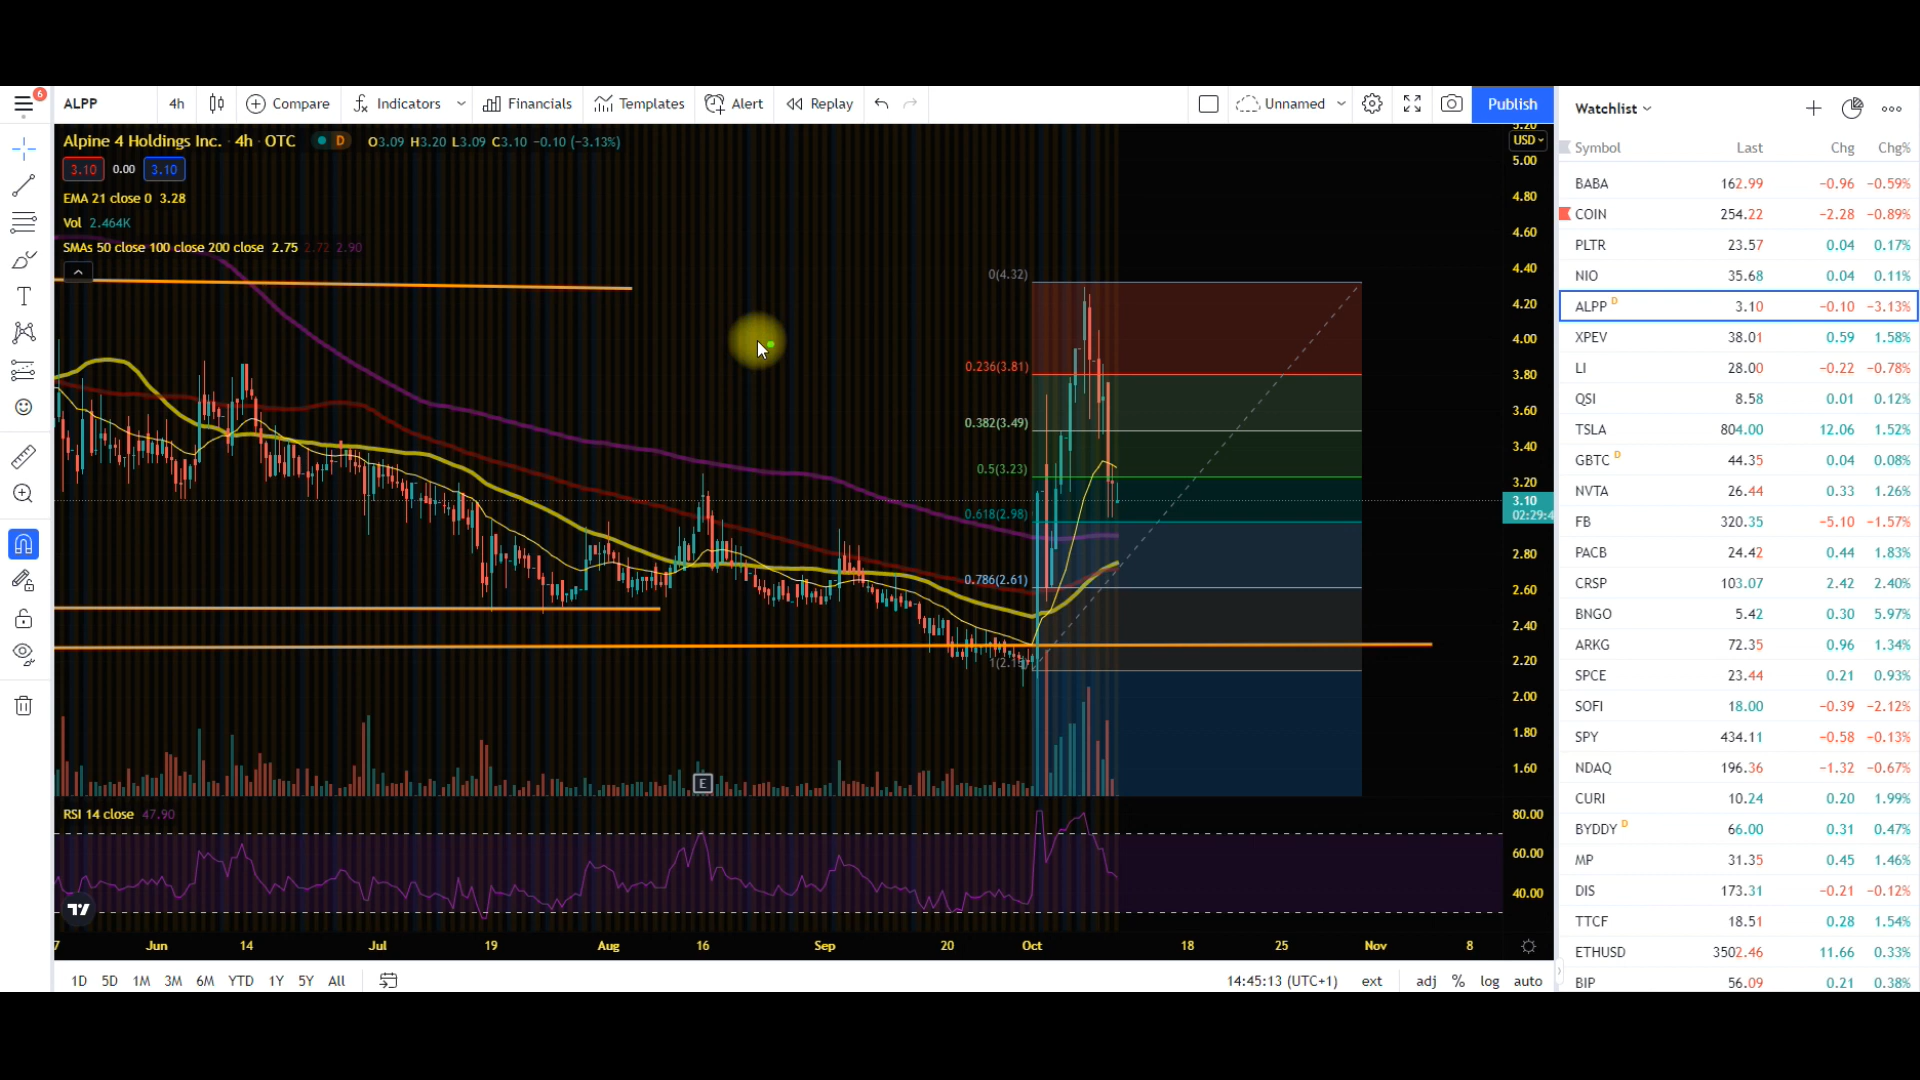 6
ALPP 4h Compare Indicators Financials Templates Alert Replay Unnamed Publish
Alpine 4 Holdings Inc. · 4h · OTC D O3.09 H3.20 L3.09 C3.10 −0.10 (−3.13%)
3.10 0.00 3.10
EMA 21 close 0 3.28
Vol 2.464K
SMAs 50 close 100 close 200 close 2.75 2.72 2.90
0(4.32)
0.236(3.81)
0.382(3.49)
0.5(3.23)
0.618(2.98)
0.786(2.61)
E
5.20
USD
5.00
4.80
4.60
4.40
4.20
4.00
3.80
3.60
3.40
3.20
3.10
2.80
2.60
2.40
2.20
2.00
1.80
1.60
RSI 14 close 47.90
80.00
60.00
40.00
7 Jun 14 Jul 19 Aug 16 Sep 20 Oct 18 25 Nov 8
1D 5D 1M 3M 6M YTD 1Y 5Y All 14:45:13 (UTC+1) ext adj % log auto
Watchlist
Symbol Last Chg Chg%
BABA 162.99 −0.96 −0.59%
COIN 254.22 −2.28 −0.89%
PLTR 23.57 0.04 0.17%
NIO 35.68 0.04 0.11%
ALPP D 3.10 −0.10 −3.13%
XPEV 38.01 0.59 1.58%
LI 28.00 −0.22 −0.78%
QSI 8.58 0.01 0.12%
TSLA 804.00 12.06 1.52%
GBTC D 44.35 0.04 0.08%
NVTA 26.44 0.33 1.26%
FB 320.35 −5.10 −1.57%
PACB 24.42 0.44 1.83%
CRSP 103.07 2.42 2.40%
BNGO 5.42 0.30 5.97%
ARKG 72.35 0.96 1.34%
SPCE 23.44 0.21 0.93%
SOFI 18.00 −0.39 −2.12%
SPY 434.11 −0.58 −0.13%
NDAQ 196.36 −1.32 −0.67%
CURI 10.24 0.20 1.99%
BYDDY D 66.00 0.31 0.47%
MP 31.35 0.45 1.46%
DIS 173.31 −0.21 −0.12%
TTCF 18.51 0.28 1.54%
ETHUSD 3502.46 11.66 0.33%
BIP 56.09 0.21 0.38%